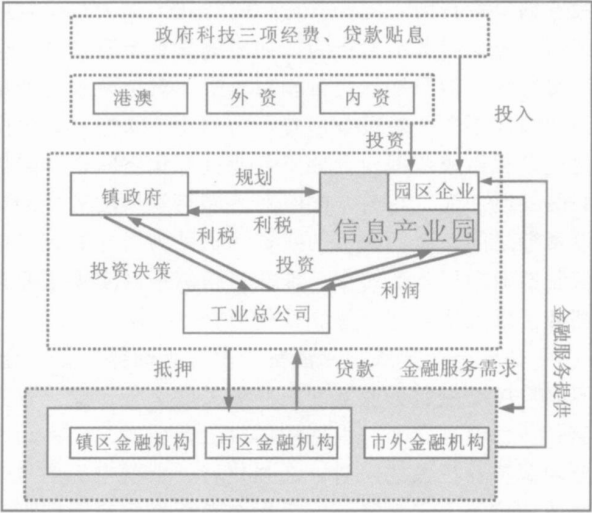 政府科技三项经费、贷款贴息
港澳
外资
内资
投入
投资
镇政府
规划
园区企业
利税
信息产业园
利税
投资决策
投资
利润
工业总公司
抵押
贷款
金融服务需求
金融服务提供
镇区金融机构
市区金融机构
市外金融机构